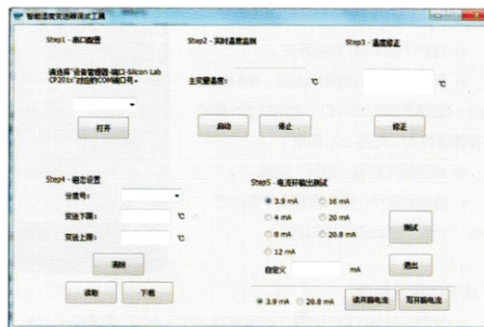 智能温度变送器调试工具
Step1 - 串口配置
请选择"设备管理器-端口-Silicon Lab
CP201x"对应的COM端口号。
打开
Step2 - 实时温度监测
主变量温度:
℃
启动
停止
Step3 - 温度修正
℃
修正
Step4 - 组态设置
分度号:
变送下限:
℃
变送上限:
℃
清除
读取
下载
Step5 - 电流环输出测试
3.9 mA
16 mA
4 mA
20 mA
8 mA
20.8 mA
12 mA
自定义
mA
测试
退出
3.9 mA
20.8 mA
读开路电流
写开路电流